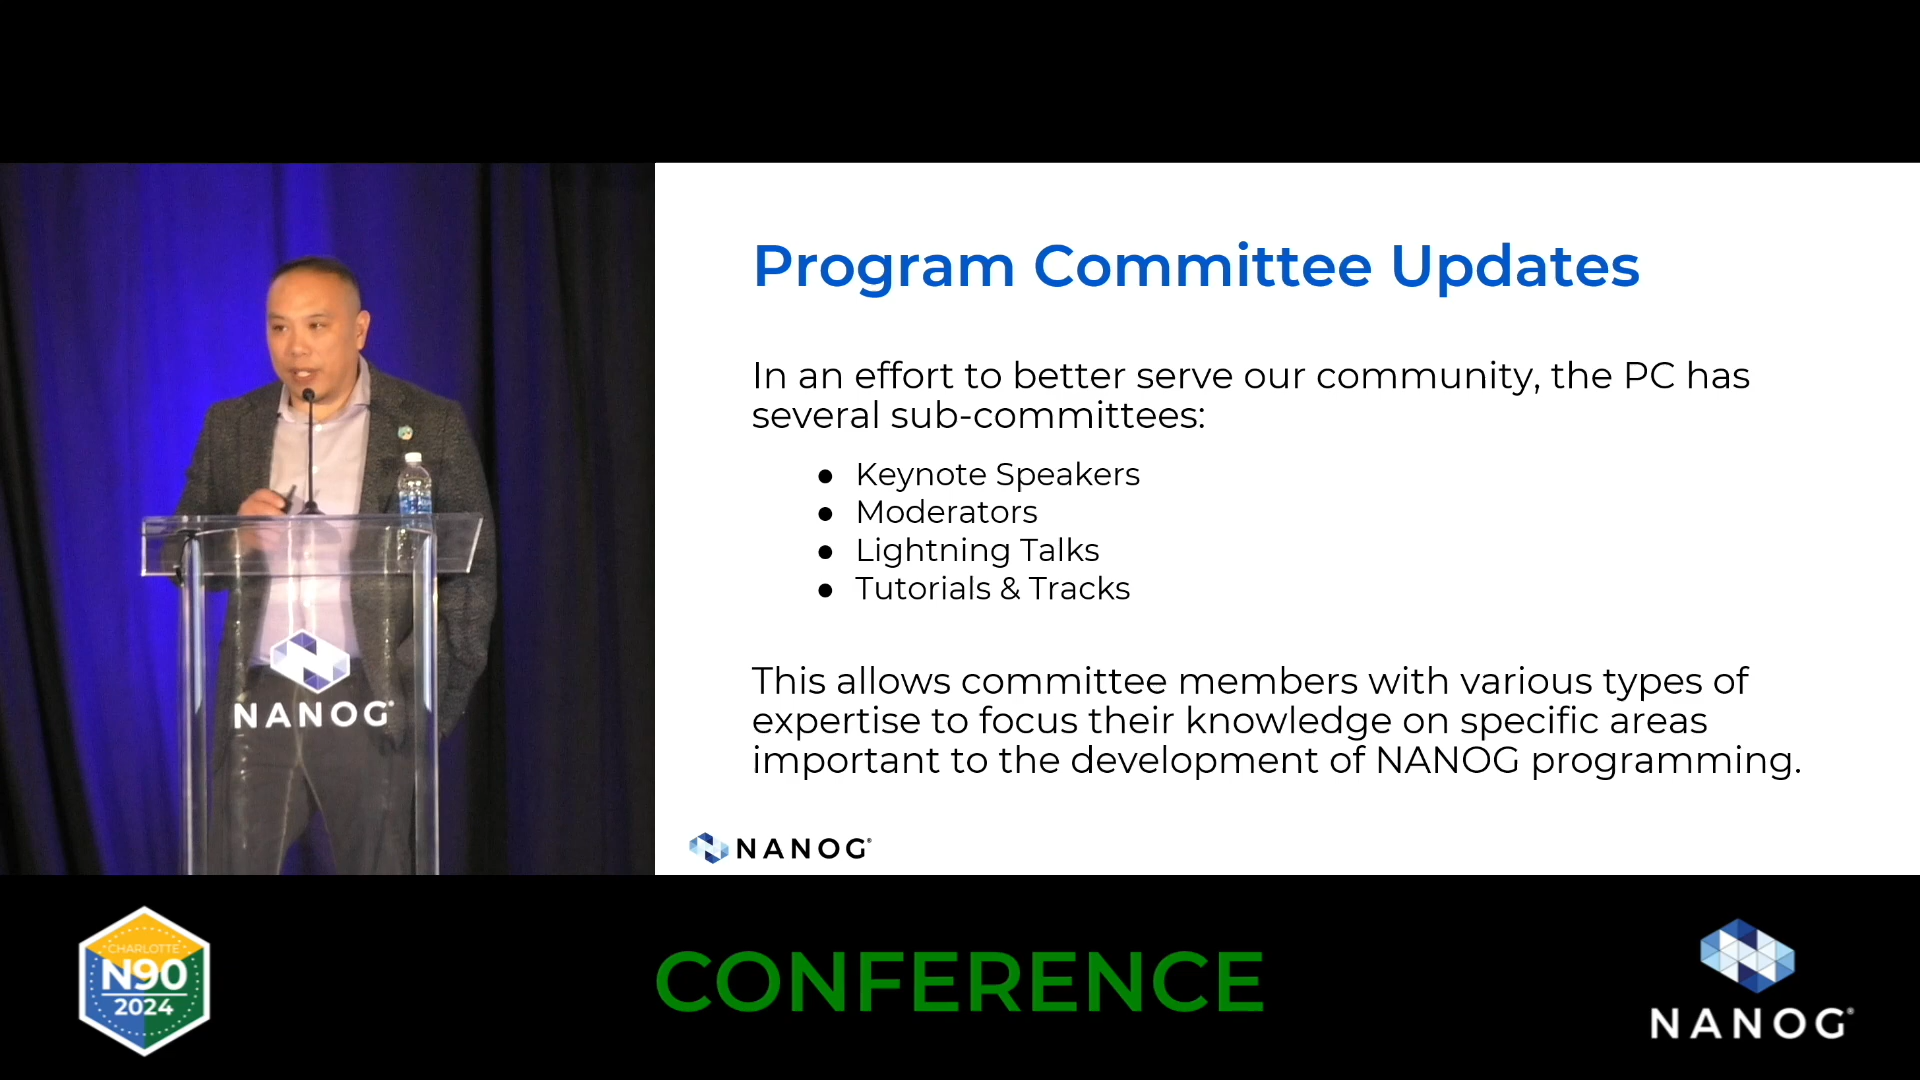 Program Committee Updates
In an effort to better serve our community, the PC has
several sub-committees:
● Keynote Speakers
● Moderators
● Lightning Talks
● Tutorials & Tracks
This allows committee members with various types of
expertise to focus their knowledge on specific areas
important to the development of NANOG programming.
NANOG®
NANOG®
CHARLOTTE
N90
2024
CONFERENCE
NANOG®